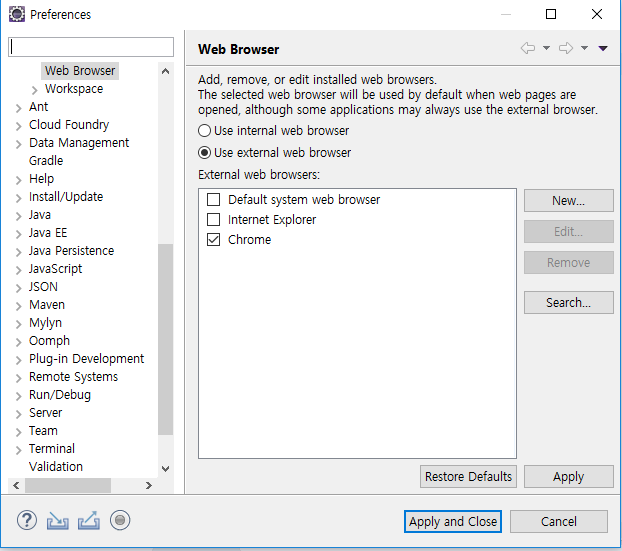 Preferences
Web Browser
Workspace
Ant
Cloud Foundry
Data Management
Gradle
Help
Install/Update
Java
Java EE
Java Persistence
JavaScript
JSON
Maven
Mylyn
Oomph
Plug-in Development
Remote Systems
Run/Debug
Server
Team
Terminal
Validation
Web Browser
Add, remove, or edit installed web browsers.
The selected web browser will be used by default when web pages are
opened, although some applications may always use the external browser.
Use internal web browser
Use external web browser
External web browsers:
Default system web browser
Internet Explorer
Chrome
New...
Edit...
Remove
Search...
Restore Defaults
Apply
Apply and Close
Cancel